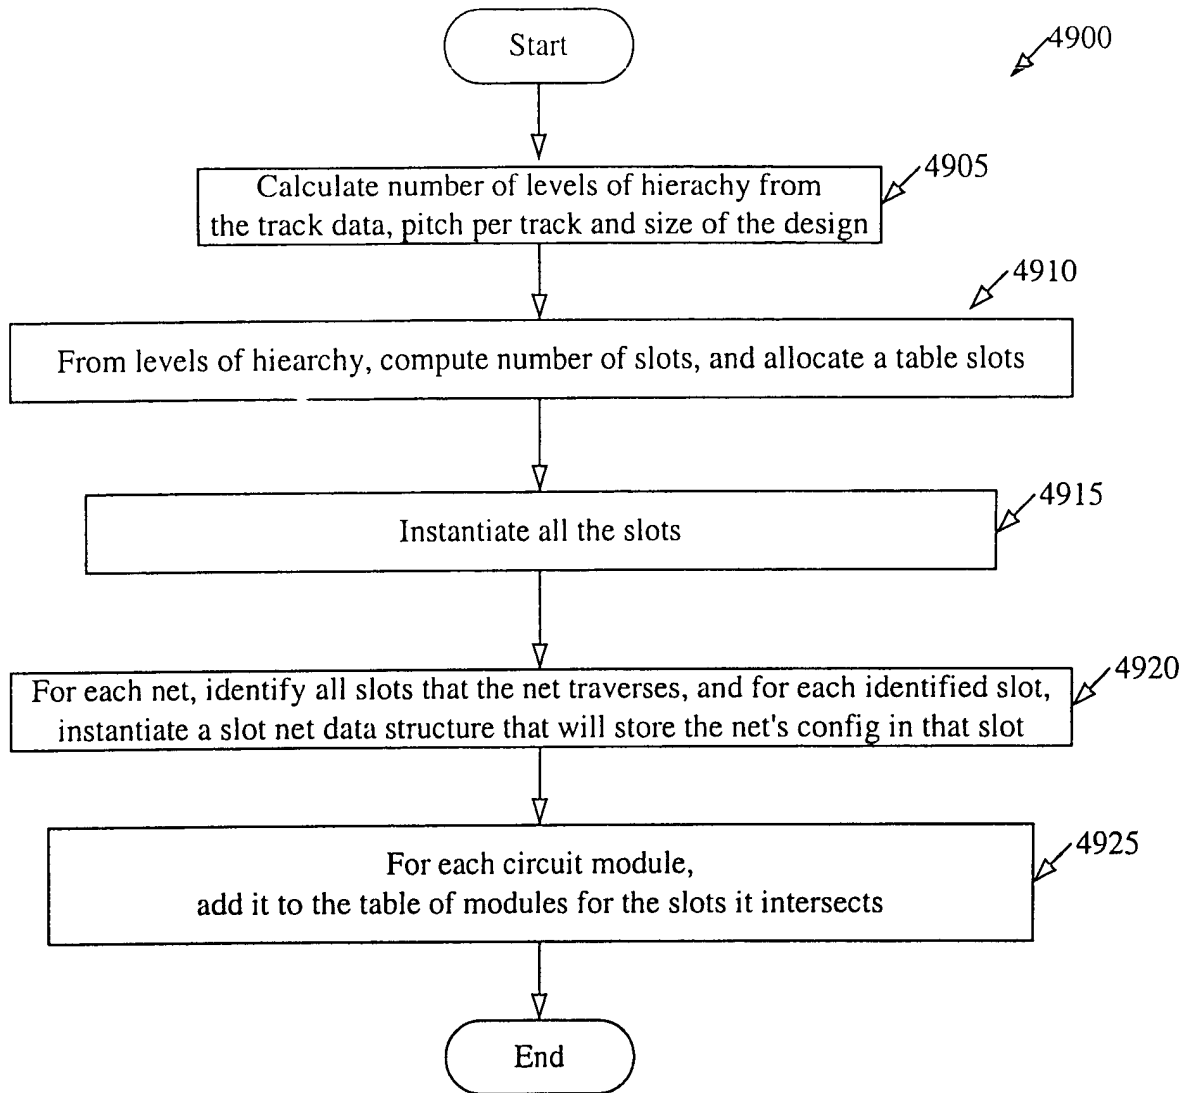 Start
4900
4905
Calculate number of levels of hierachy from
the track data, pitch per track and size of the design
4910
From levels of hiearchy, compute number of slots, and allocate a table slots
4915
Instantiate all the slots
4920
For each net, identify all slots that the net traverses, and for each identified slot,
instantiate a slot net data structure that will store the net's config in that slot
4925
For each circuit module,
add it to the table of modules for the slots it intersects
End